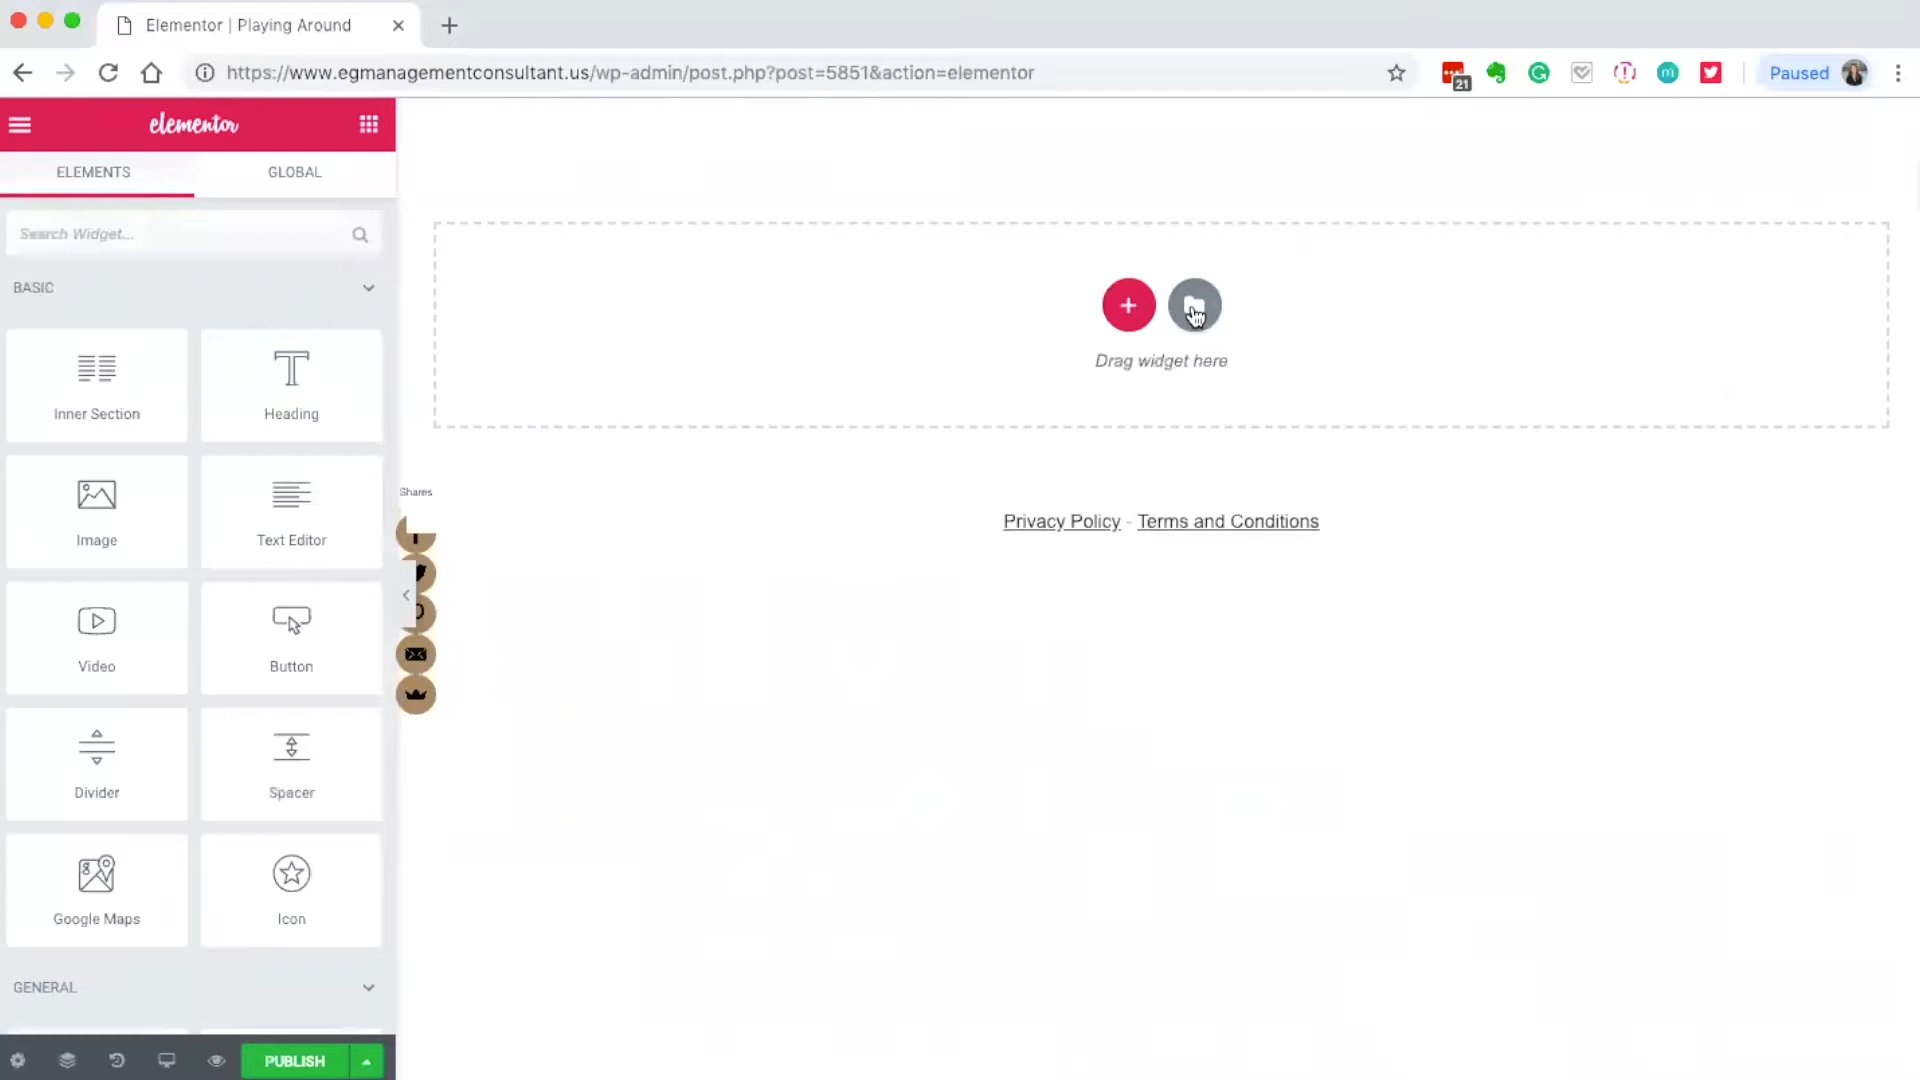 Elementor | Playing Around
https://www.egmanagementconsultant.us/wp-admin/post.php?post=5851&action=elementor
21
m
Paused
elementor
ELEMENTS
GLOBAL
Search Widget...
BASIC
Drag widget here
Inner Section
Heading
Shares
Image
Text Editor
Privacy Policy - Terms and Conditions
Video
Button
Divider
Spacer
Google Maps
Icon
GENERAL
PUBLISH